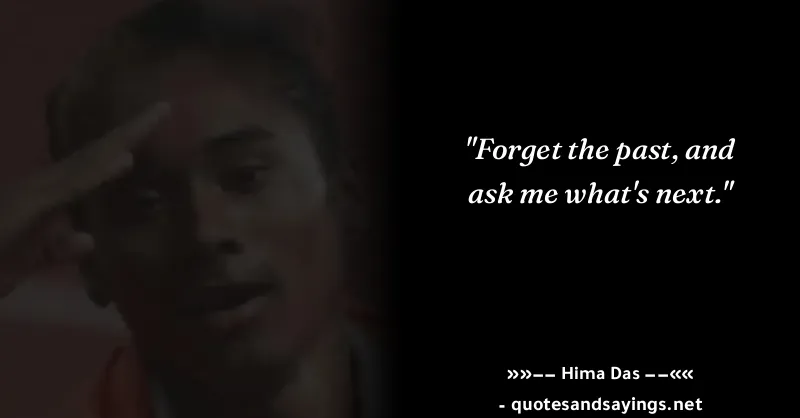 "Forget the past, and
ask me what's next."
»»−− Hima Das −−««
- quotesandsayings.net